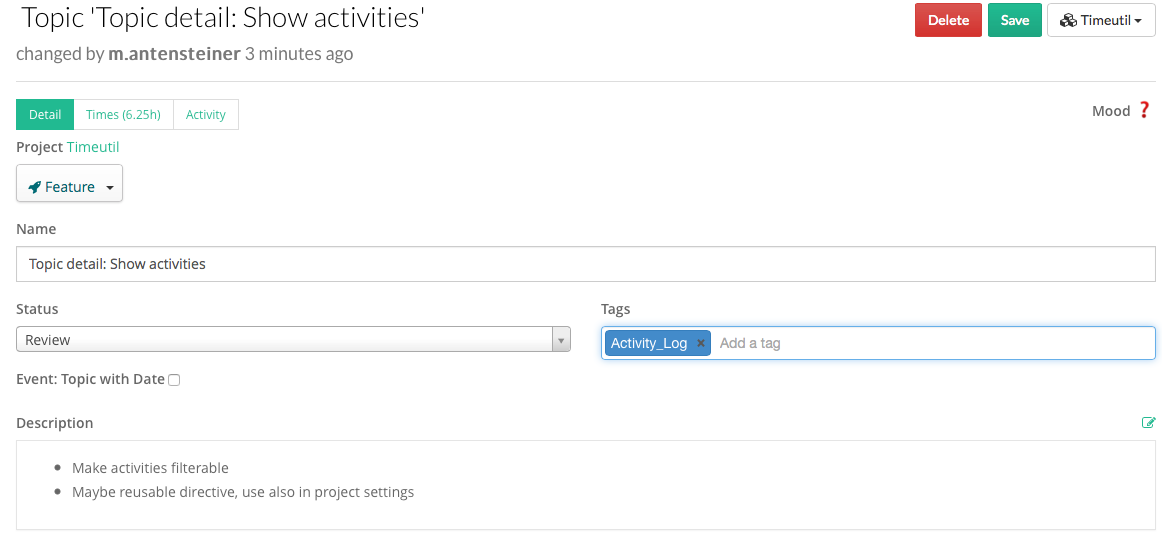 Topic 'Topic detail: Show activities'
Delete Save Timeutil
changed by m.antensteiner 3 minutes ago
Detail Times (6.25h) Activity
Mood ?
Project Timeutil
Feature
Name
Topic detail: Show activities
Status
Tags
Review
Activity_Log × Add a tag
Event: Topic with Date
Description
• Make activities filterable
• Maybe reusable directive, use also in project settings